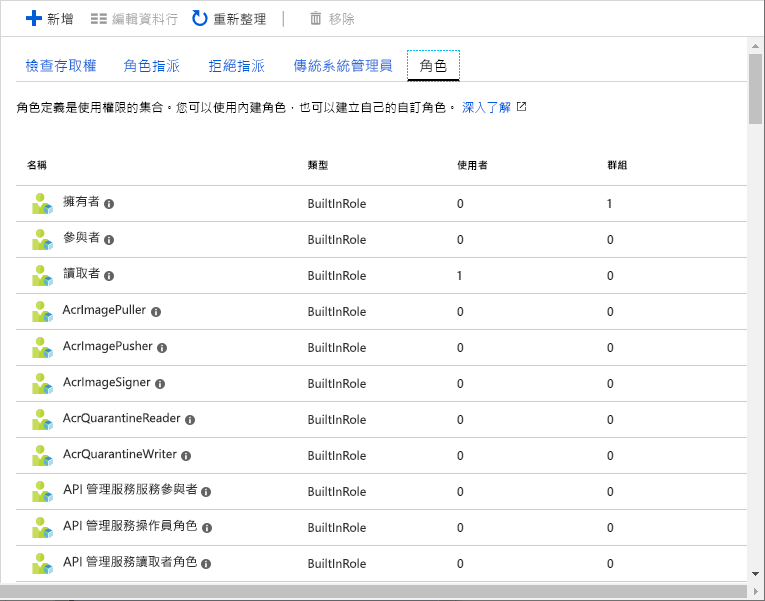 新增 編輯資料行 重新整理 移除
檢查存取權 角色指派 拒絕指派 傳統系統管理員 角色
角色定義是使用權限的集合。您可以使用內建角色，也可以建立自己的自訂角色。 深入了解
名稱 類型 使用者 群組
擁有者 BuiltInRole 0 1
參與者 BuiltInRole 0 0
讀取者 BuiltInRole 1 0
AcrImagePuller BuiltInRole 0 0
AcrImagePusher BuiltInRole 0 0
AcrImageSigner BuiltInRole 0 0
AcrQuarantineReader BuiltInRole 0 0
AcrQuarantineWriter BuiltInRole 0 0
API 管理服務服務參與者 BuiltInRole 0 0
API 管理服務操作員角色 BuiltInRole 0 0
API 管理服務讀取者角色 BuiltInRole 0 0